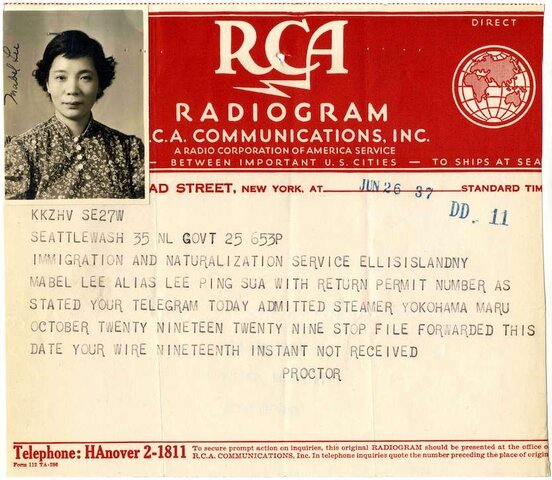 Mabel Lee
DIRECT
RCA
RADIOGRAM
.C.A. COMMUNICATIONS, INC.
A RADIO CORPORATION OF AMERICA SERVICE
BETWEEN IMPORTANT U.S. CITIES — TO SHIPS AT SEA
AD STREET, NEW YORK, AT JUN 26 37 STANDARD TIM
DD. 11
KKZHV SE27W
SEATTLEWASH 35 NL GOVT 25 653P
IMMIGRATION AND NATURALIZATION SERVICE ELLISISLANDNY
MABEL LEE ALIAS LEE PING SUA WITH RETURN PERMIT NUMBER AS
STATED YOUR TELEGRAM TODAY ADMITTED STEAMER YOKOHAMA MARU
OCTOBER TWENTY NINETEEN TWENTY NINE STOP FILE FORWARDED THIS
DATE YOUR WIRE NINETEENTH INSTANT NOT RECEIVED
PROCTOR
Telephone: HAnover 2-1811
To secure prompt action on inquiries, this original RADIOGRAM should be presented at the office o
R.C.A. COMMUNICATIONS, Inc. In telephone inquiries quote the number preceding the place of origin
Form 112 TA-286